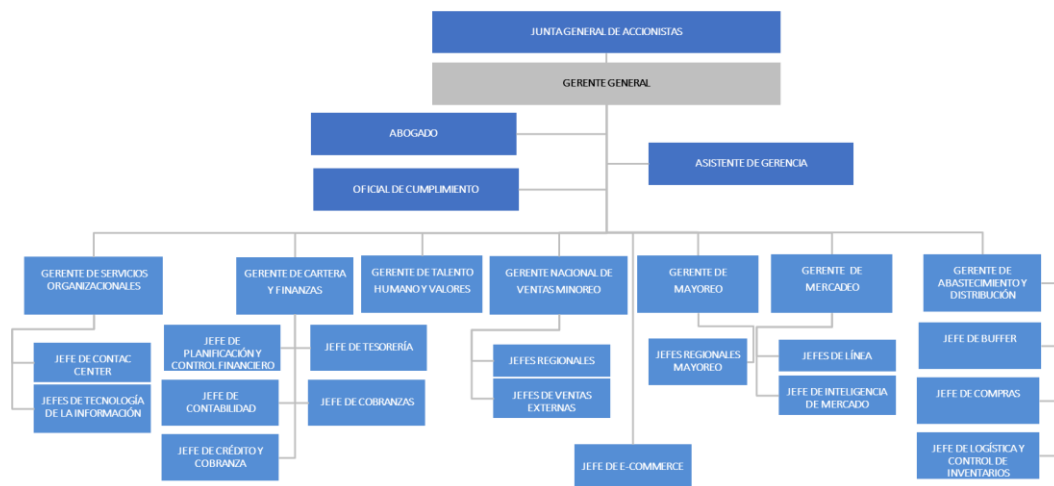 JUNTA GENERAL DE ACCIONISTAS
GERENTE GENERAL
ABOGADO
ASISTENTE DE GERENCIA
OFICIAL DE CUMPLIMIENTO
GERENTE DE SERVICIOS
ORGANIZACIONALES
GERENTE DE CARTERA
Y FINANZAS
GERENTE DE TALENTO
HUMANO Y VALORES
GERENTE NACIONAL DE
VENTAS MINOREO
GERENTE DE
MAYOREO
GERENTE DE
MERCADEO
GERENTE DE
ABASTECIMIENTO Y
DISTRIBUCIÓN
JEFE DE CONTAC
CENTER
JEFES DE TECNOLOGÍA
DE LA INFORMACIÓN
JEFE DE
PLANIFICACIÓN Y
CONTROL FINANCIERO
JEFE DE TESORERÍA
JEFE DE
CONTABILIDAD
JEFE DE COBRANZAS
JEFE DE CRÉDITO Y
COBRANZA
JEFES REGIONALES
JEFES DE VENTAS
EXTERNAS
JEFE DE E-COMMERCE
JEFES REGIONALES
MAYOREO
JEFES DE LÍNEA
JEFE DE INTELIGENCIA
DE MERCADO
JEFE DE BUFFER
JEFE DE COMPRAS
JEFE DE LOGÍSTICA Y
CONTROL DE
INVENTARIOS